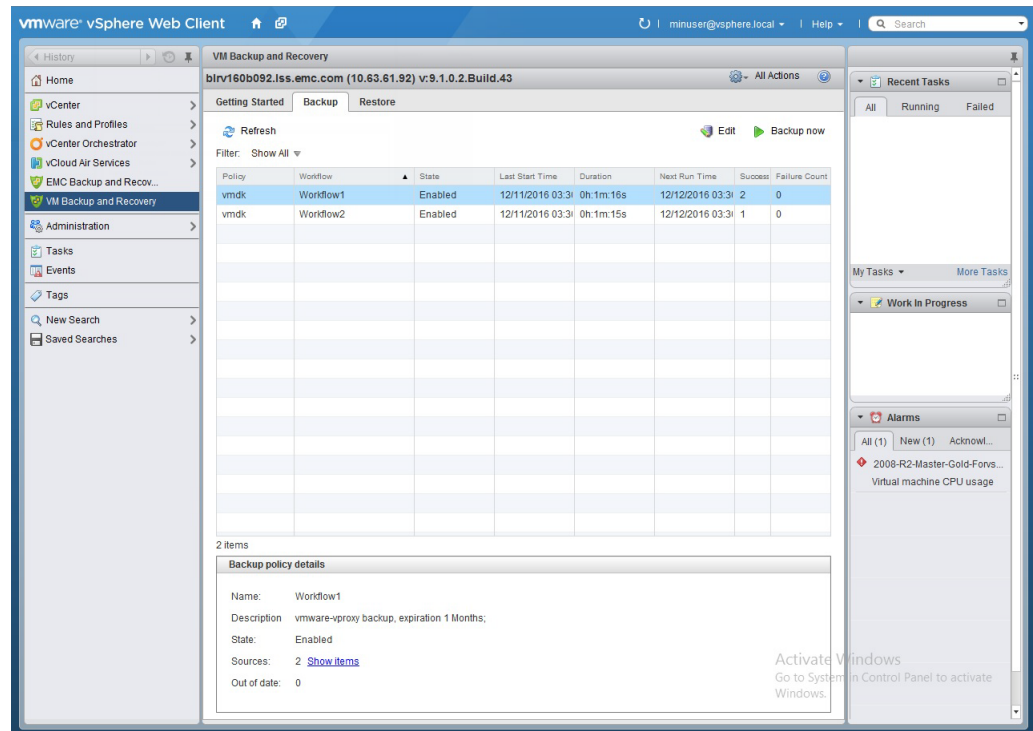 vmware® vSphere Web Client
minuser@vsphere.local | Help | Search
History
Home
vCenter
Rules and Profiles
vCenter Orchestrator
vCloud Air Services
EMC Backup and Recov...
VM Backup and Recovery
Administration
Tasks
Events
Tags
New Search
Saved Searches
VM Backup and Recovery
blrv160b092.lss.emc.com (10.63.61.92) v:9.1.0.2.Build.43 All Actions
Getting Started Backup Restore
Refresh Edit Backup now
Filter: Show All
Policy Workflow State Last Start Time Duration Next Run Time Success Failure Count
vmdk Workflow1 Enabled 12/11/2016 03:3 0h:1m:16s 12/12/2016 03:3 2 0
vmdk Workflow2 Enabled 12/11/2016 03:3 0h:1m:15s 12/12/2016 03:3 1 0
2 items
Backup policy details
Name: Workflow1
Description vmware-vproxy backup, expiration 1 Months;
State: Enabled
Sources: 2 Show items
Out of date: 0
Recent Tasks
All Running Failed
My Tasks More Tasks
Work In Progress
Alarms
All (1) New (1) Acknowl...
2008-R2-Master-Gold-Forvs...
Virtual machine CPU usage
Activate Windows
Go to System in Control Panel to activate
Windows.